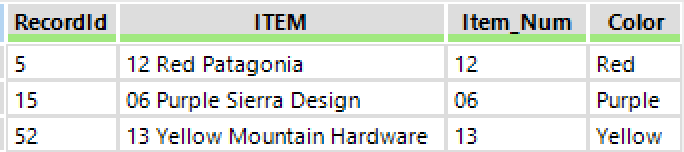 RecordId ITEM Item_Num Color
5 12 Red Patagonia 12 Red
15 06 Purple Sierra Design 06 Purple
52 13 Yellow Mountain Hardware 13 Yellow